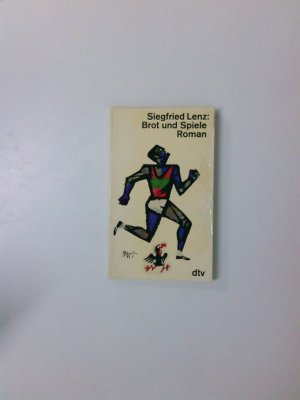 Siegfried Lenz:
Brot und Spiele
Roman
dtv